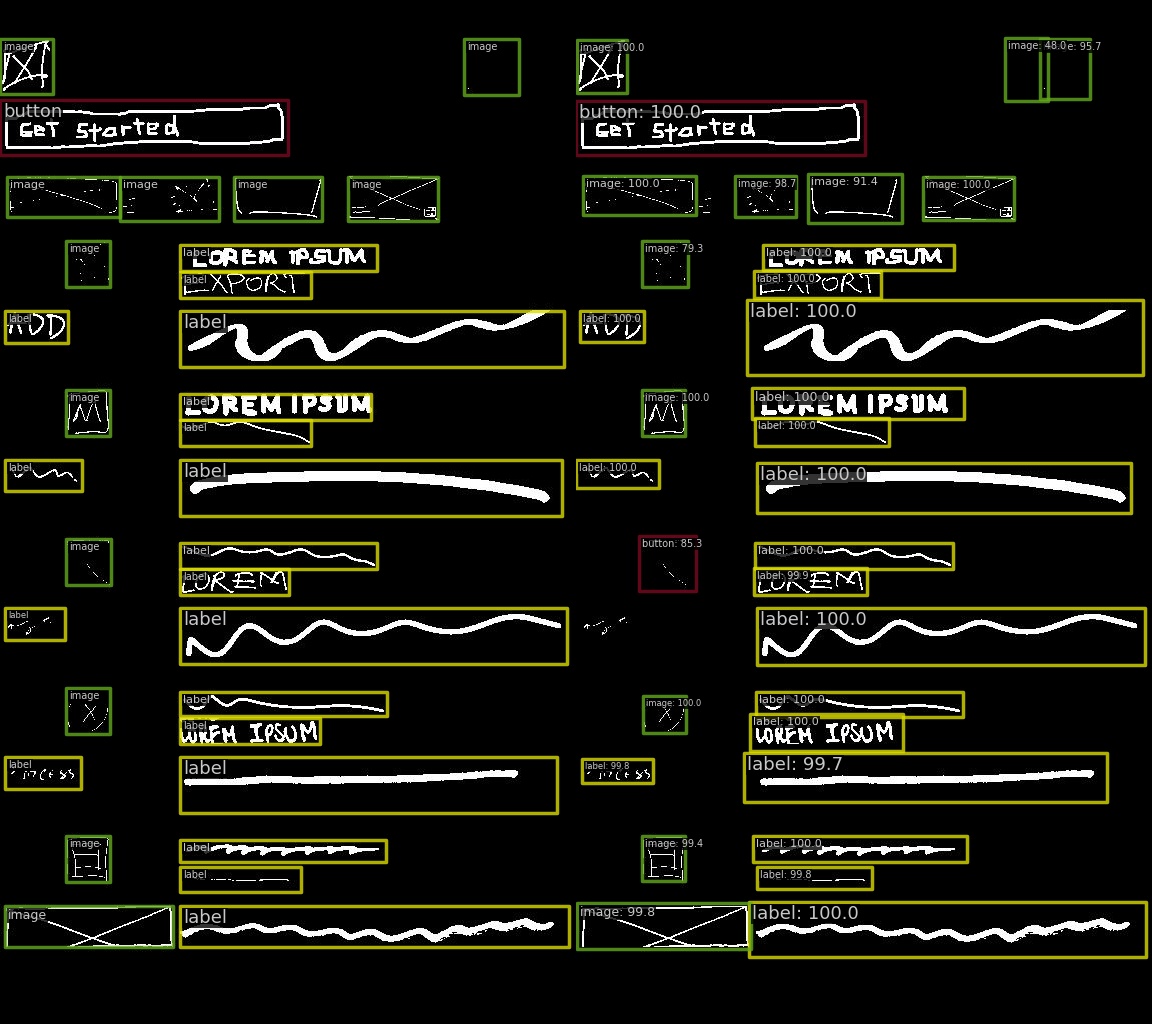 image image image: 100.0 image: 48.0 e: 95.7
button button: 100.0
GET Started GET Started
image image image image image: 100.0 image: 98.7 image: 91.4 image: 100.0
image label image: 79.3 label: 100.0
LOREM IPSUM LOREM IPSUM
label label: 100.0
EXPORT EXPORT
label label label: 100.0 label: 100.0
image label image: 100.0 label: 100.0
LOREM IPSUM LOREM IPSUM
label label: 100.0
label label label: 100.0 label: 100.0
image label button: 85.3 label: 100.0
label label: 99.9
LOREM LOREM
label label label: 100.0
image label image: 100.0 label: 100.0
label label: 100.0
LOREM IPSUM LOREM IPSUM
label label label: 99.8 label: 99.7
image label image: 99.4 label: 100.0
label label: 99.8
image label image: 99.8 label: 100.0